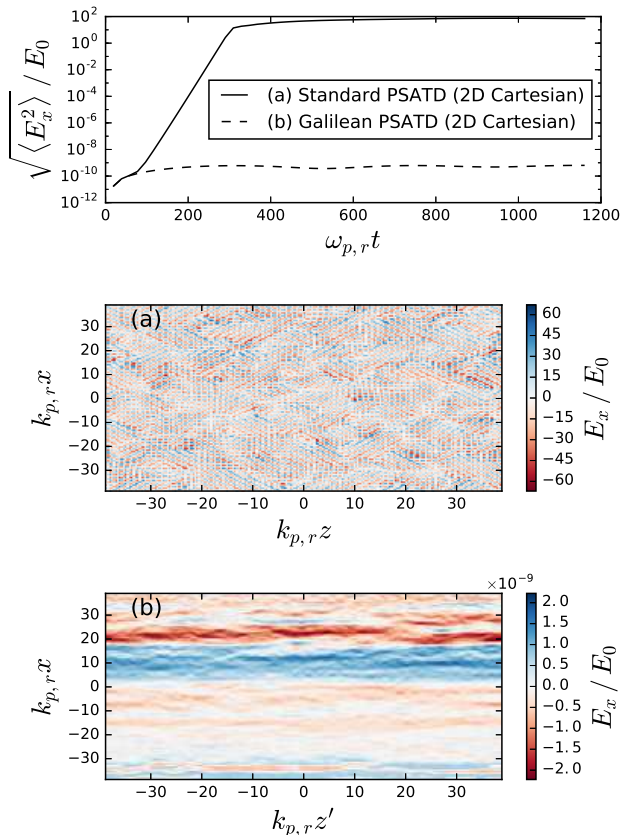 10^2
10^0
10^-2
10^-4
10^-6
10^-8
10^-10
10^-12
√⟨E_x^2⟩ / E_0
(a) Standard PSATD (2D Cartesian)
(b) Galilean PSATD (2D Cartesian)
0 200 400 600 800 1000 1200
ω_{p,r}t
(a)
30
20
10
0
−10
−20
−30
k_{p,r}x
−30 −20 −10 0 10 20 30
k_{p,r}z
60
45
30
15
0
−15
−30
−45
−60
E_x / E_0
×10^−9
(b)
30
20
10
0
−10
−20
−30
k_{p,r}x
−30 −20 −10 0 10 20 30
k_{p,r}z′
2.0
1.5
1.0
0.5
0.0
−0.5
−1.0
−1.5
−2.0
E_x / E_0